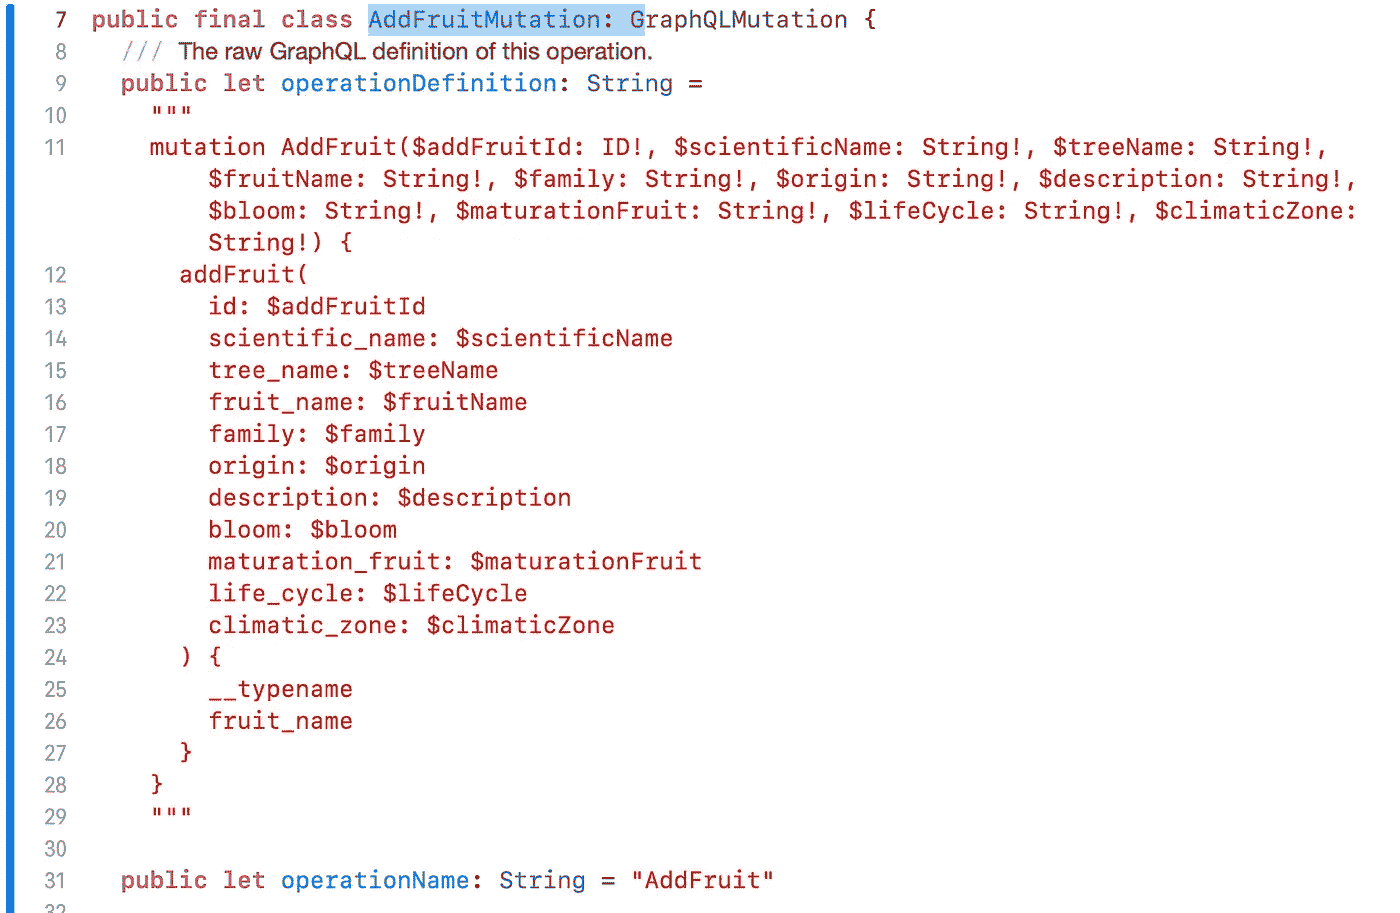 7 public final class AddFruitMutation: GraphQLMutation {
8 /// The raw GraphQL definition of this operation.
9 public let operationDefinition: String =
10 """
11 mutation AddFruit($addFruitId: ID!, $scientificName: String!, $treeName: String!,
$fruitName: String!, $family: String!, $origin: String!, $description: String!,
$bloom: String!, $maturationFruit: String!, $lifeCycle: String!, $climaticZone:
String!) {
12 addFruit(
13 id: $addFruitId
14 scientific_name: $scientificName
15 tree_name: $treeName
16 fruit_name: $fruitName
17 family: $family
18 origin: $origin
19 description: $description
20 bloom: $bloom
21 maturation_fruit: $maturationFruit
22 life_cycle: $lifeCycle
23 climatic_zone: $climaticZone
24 ) {
25 __typename
26 fruit_name
27 }
28 }
29 """
30
31 public let operationName: String = "AddFruit"
32